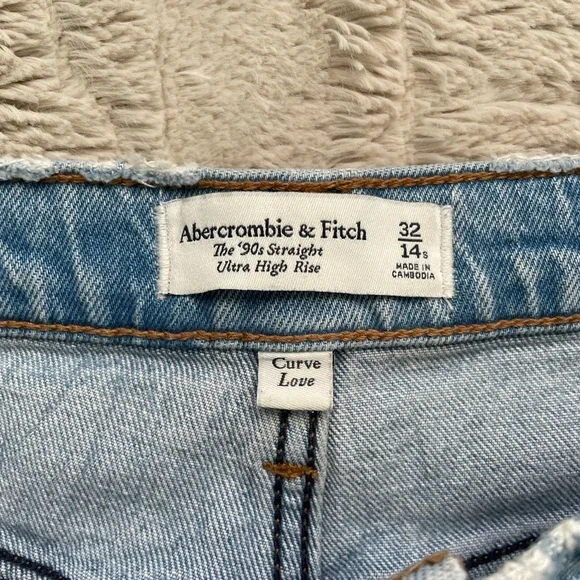 Abercrombie & Fitch
The '90s Straight
Ultra High Rise
32
14s
MADE IN
CAMBODIA
Curve
Love